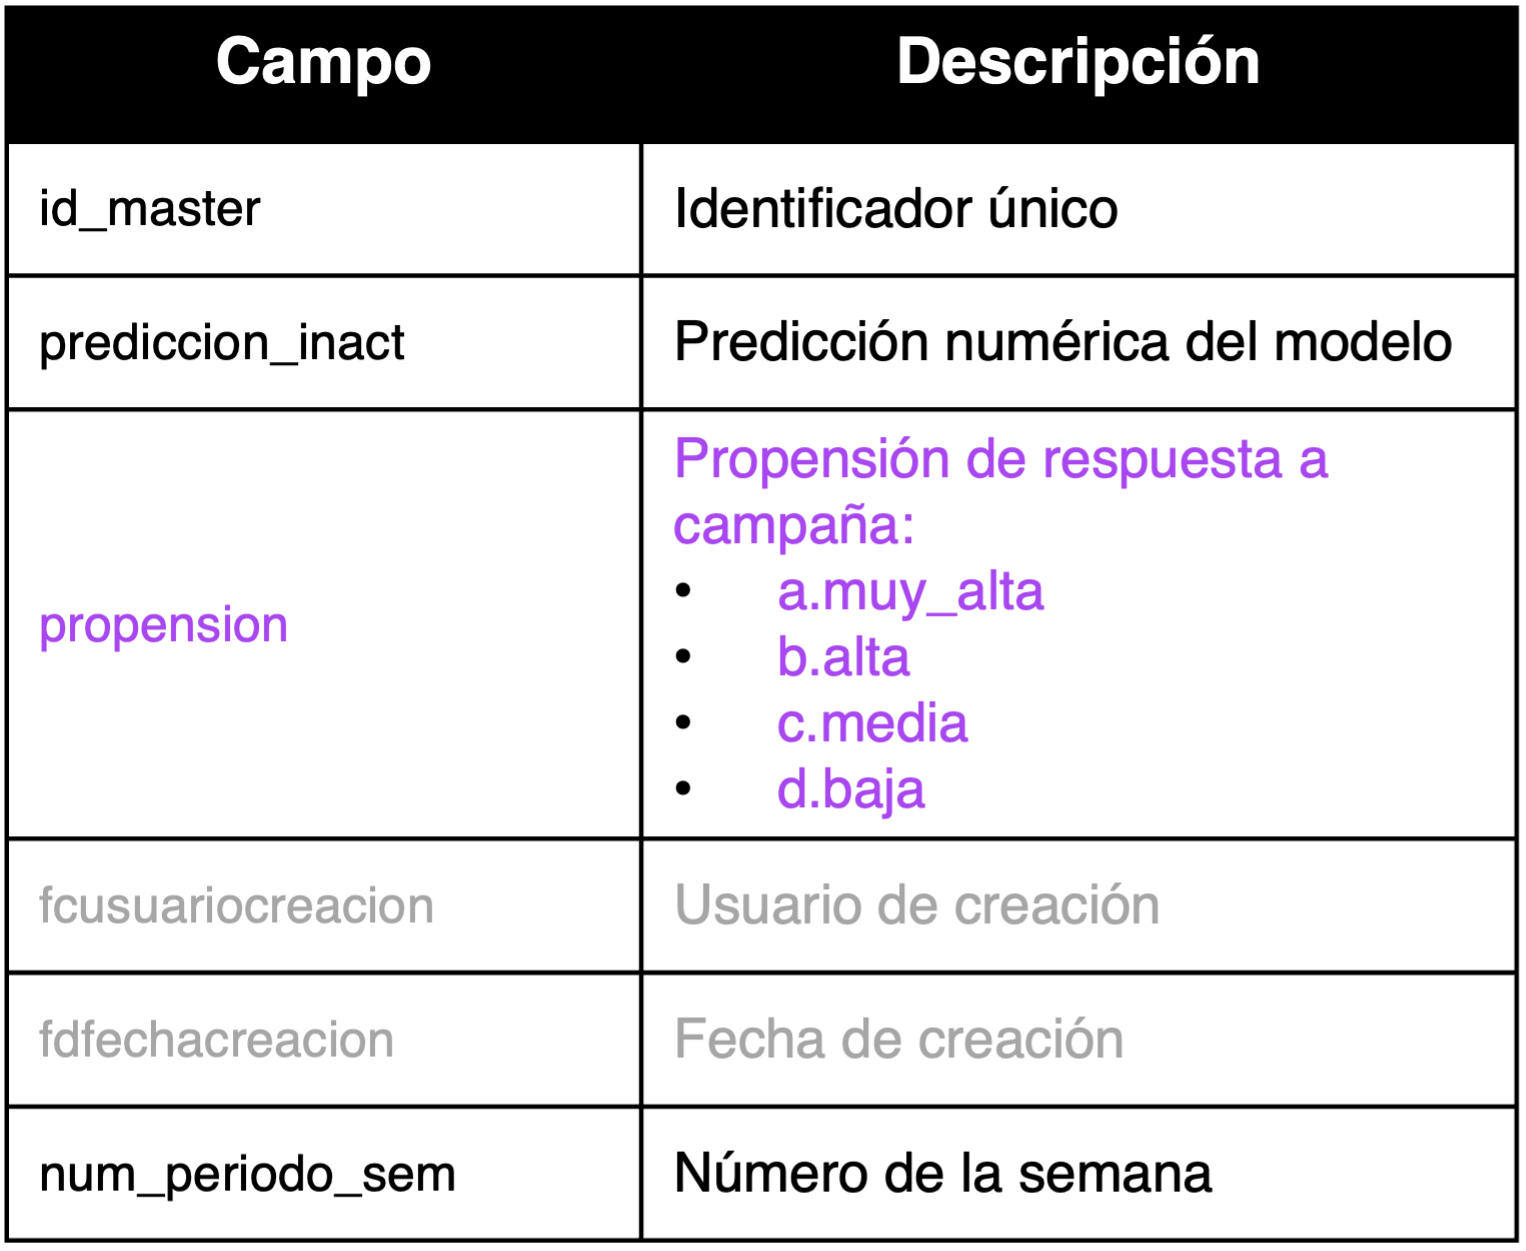 Campo Descripción
id_master Identificador único
prediccion_inact Predicción numérica del modelo
propension
Propensión de respuesta a
campaña:
• a.muy_alta
• b.alta
• c.media
• d.baja
fcusuariocreacion Usuario de creación
fdfechacreacion Fecha de creación
num_periodo_sem Número de la semana